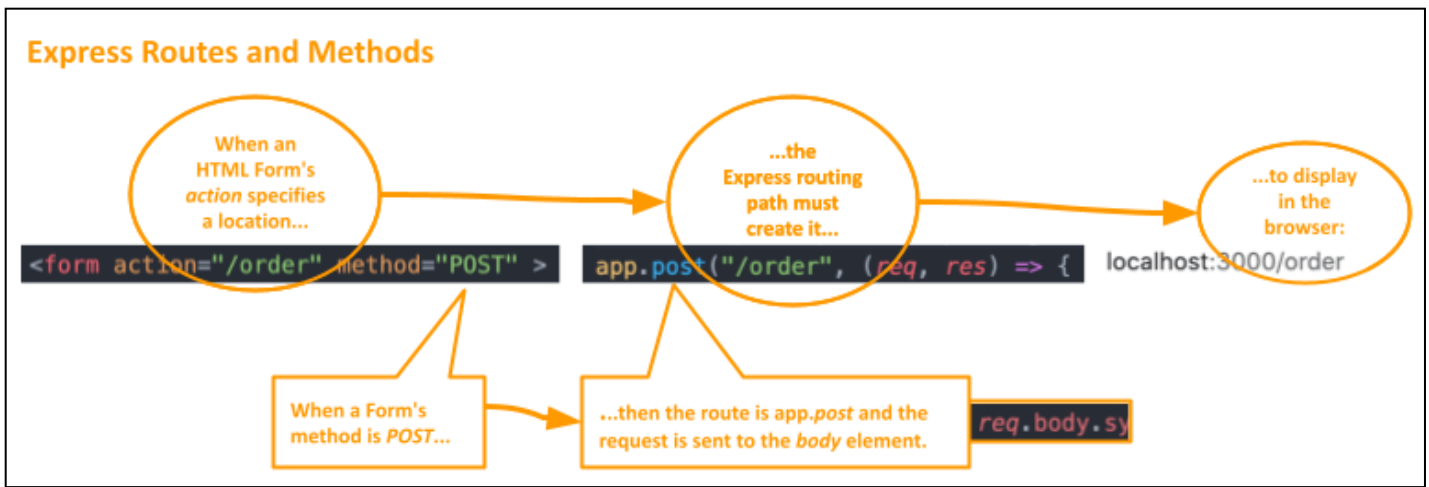 Express Routes and Methods
When an
HTML Form's
action specifies
a location...
...the
Express routing
path must
create it...
...to display
in the
browser:
<form action="/order" method="POST" >
app.post("/order", (req, res) => {
localhost:3000/order
When a Form's
method is POST...
...then the route is app.post and the
request is sent to the body element.
req.body.sy